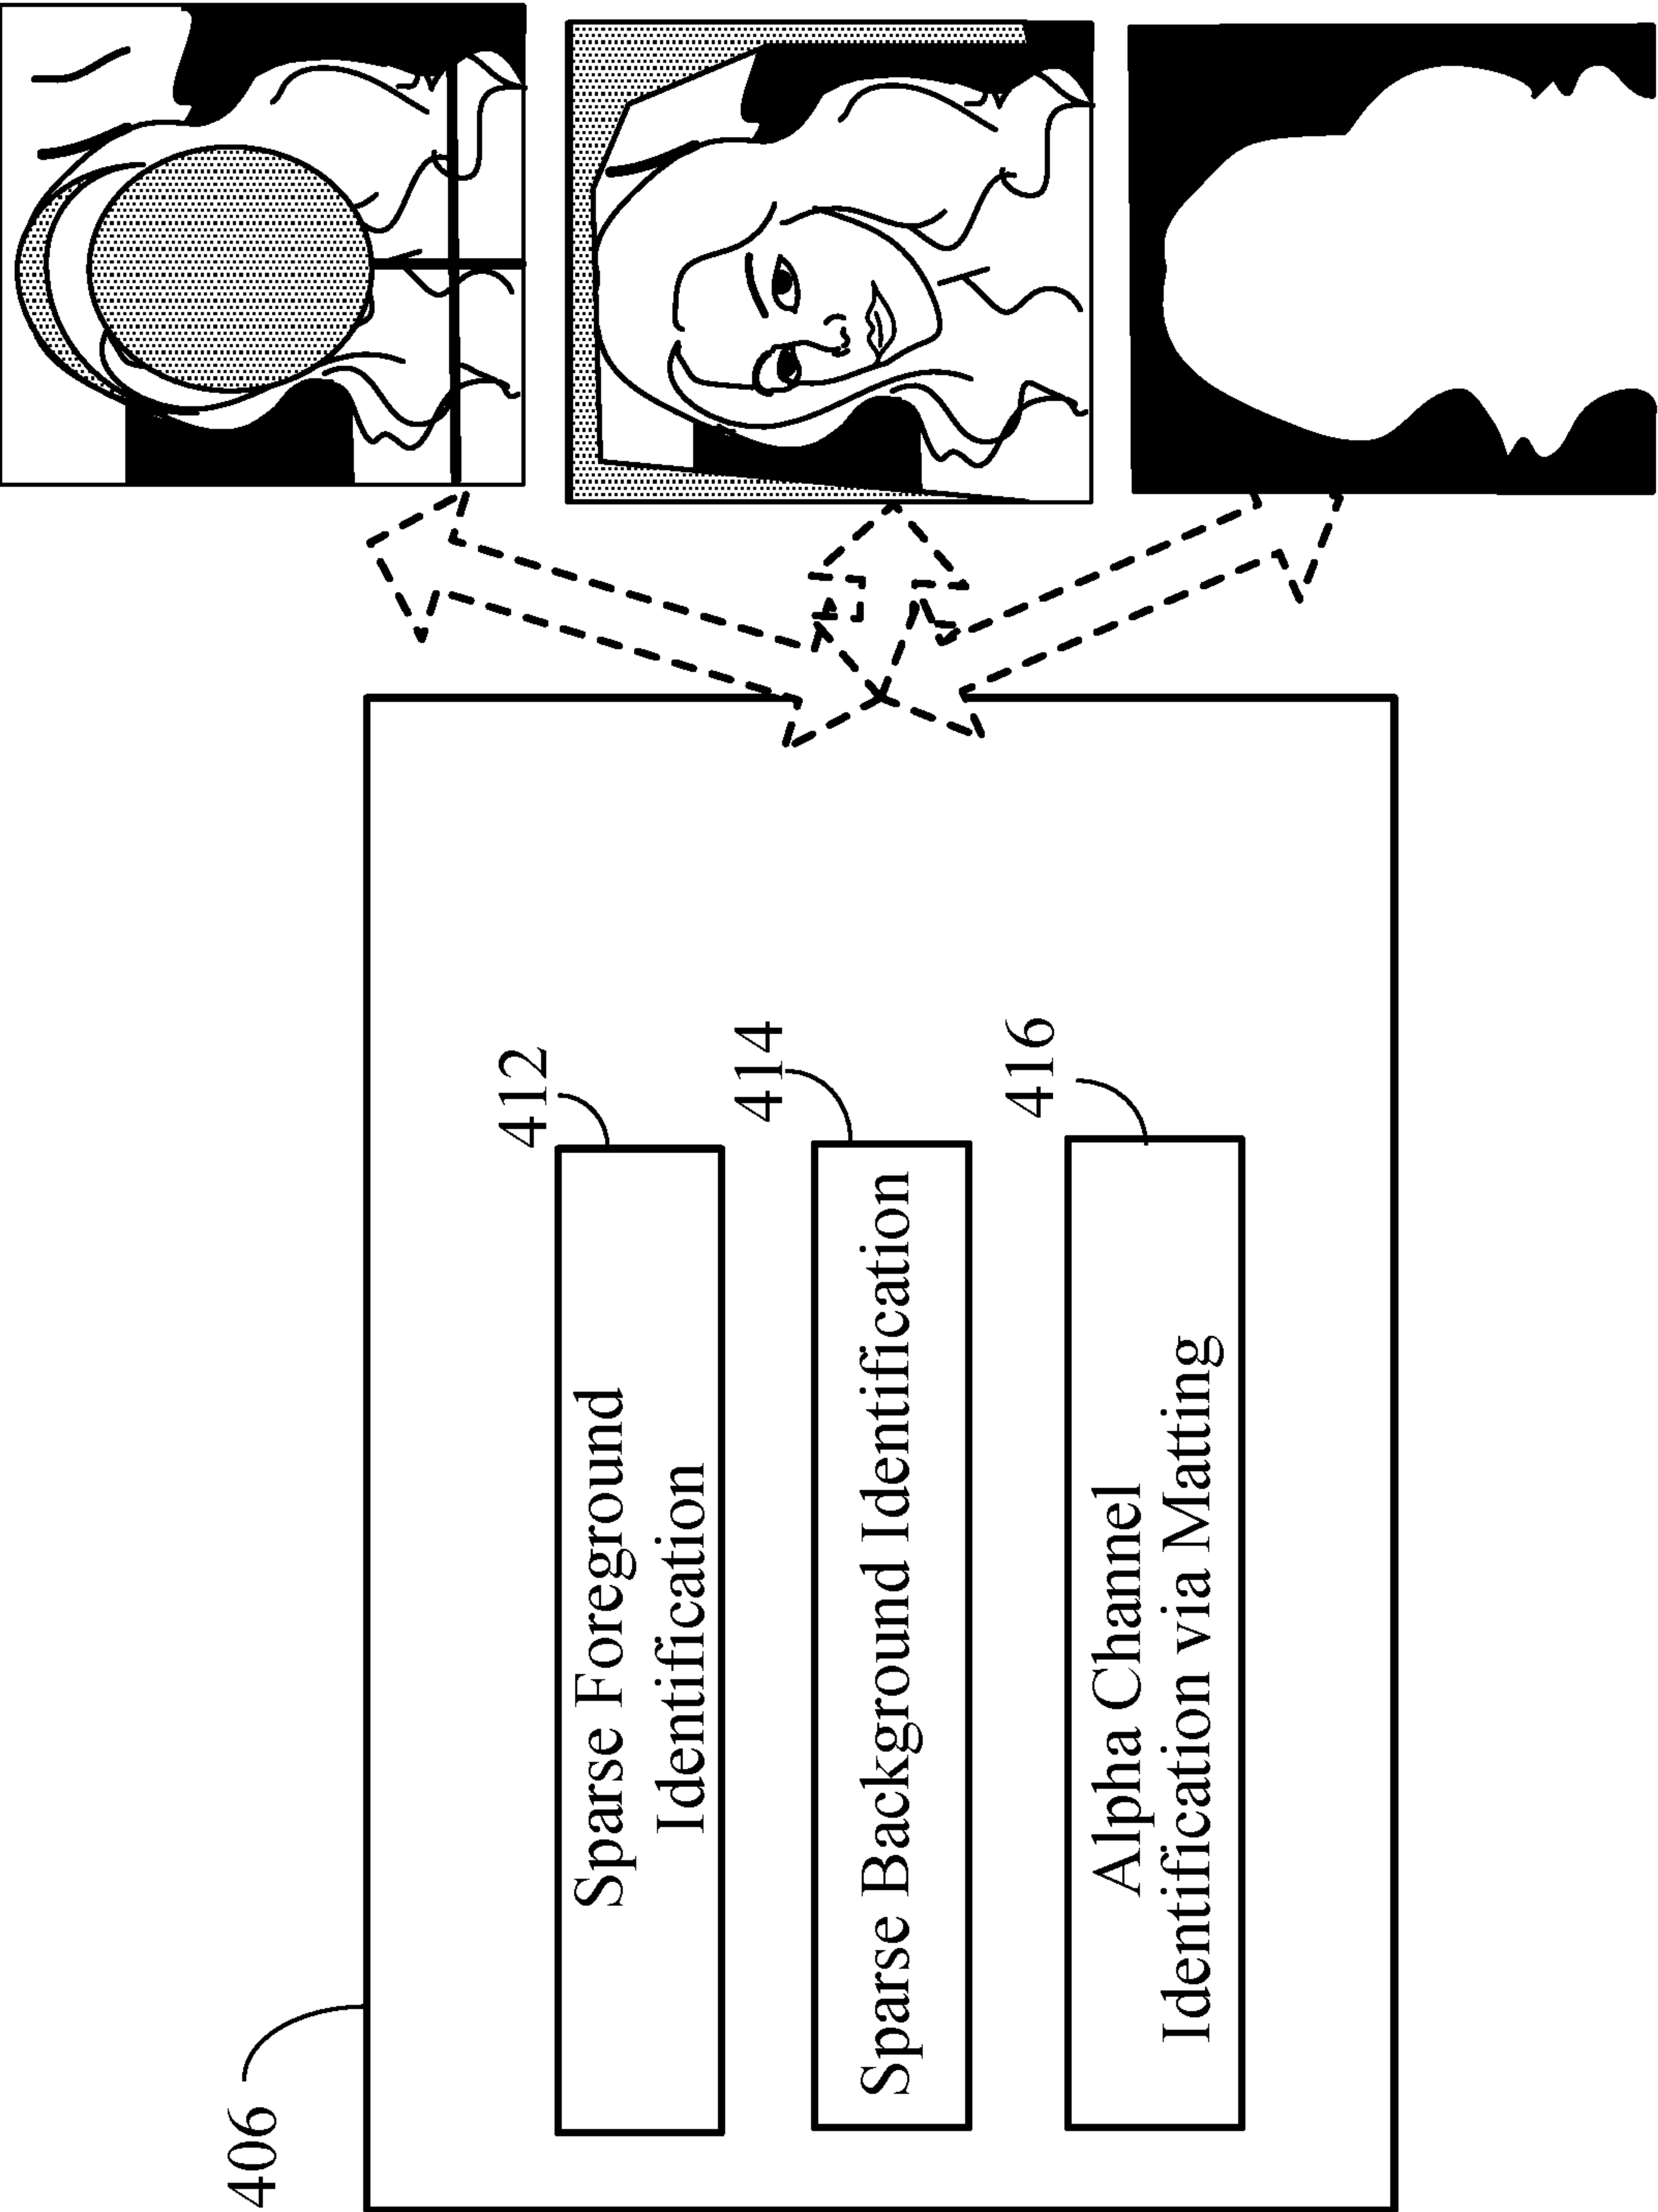 406
412
Sparse Foreground
Identification
414
Sparse Background Identification
416
Alpha Channel
Identification via Matting